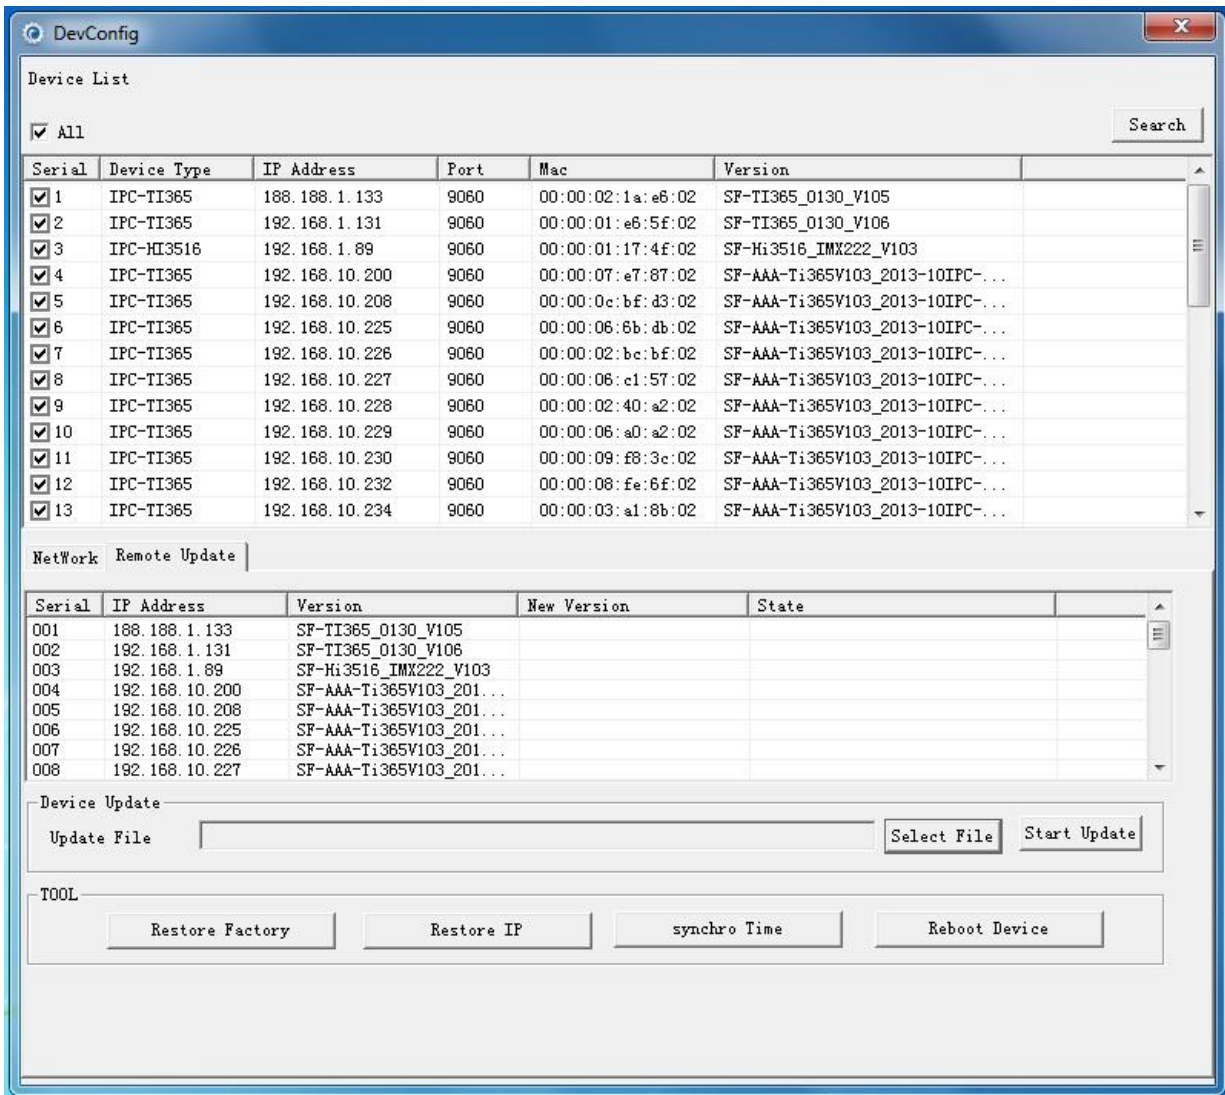 DevConfig
Device List
All
Search
Serial Device Type IP Address Port Mac Version
1 IPC-TI365 188.188.1.133 9060 00:00:02:1a:e6:02 SF-TI365_0130_V105
2 IPC-TI365 192.168.1.131 9060 00:00:01:e6:5f:02 SF-TI365_0130_V106
3 IPC-HI3516 192.168.1.89 9060 00:00:01:17:4f:02 SF-Hi3516_IMX222_V103
4 IPC-TI365 192.168.10.200 9060 00:00:07:e7:87:02 SF-AAA-Ti365V103_2013-10IPC-...
5 IPC-TI365 192.168.10.208 9060 00:00:0c:bf:d3:02 SF-AAA-Ti365V103_2013-10IPC-...
6 IPC-TI365 192.168.10.225 9060 00:00:06:6b:db:02 SF-AAA-Ti365V103_2013-10IPC-...
7 IPC-TI365 192.168.10.226 9060 00:00:02:bc:bf:02 SF-AAA-Ti365V103_2013-10IPC-...
8 IPC-TI365 192.168.10.227 9060 00:00:06:c1:57:02 SF-AAA-Ti365V103_2013-10IPC-...
9 IPC-TI365 192.168.10.228 9060 00:00:02:40:a2:02 SF-AAA-Ti365V103_2013-10IPC-...
10 IPC-TI365 192.168.10.229 9060 00:00:06:a0:a2:02 SF-AAA-Ti365V103_2013-10IPC-...
11 IPC-TI365 192.168.10.230 9060 00:00:09:f8:3c:02 SF-AAA-Ti365V103_2013-10IPC-...
12 IPC-TI365 192.168.10.232 9060 00:00:08:fe:6f:02 SF-AAA-Ti365V103_2013-10IPC-...
13 IPC-TI365 192.168.10.234 9060 00:00:03:a1:8b:02 SF-AAA-Ti365V103_2013-10IPC-...
NetWork Remote Update
Serial IP Address Version New Version State
001 188.188.1.133 SF-TI365_0130_V105
002 192.168.1.131 SF-TI365_0130_V106
003 192.168.1.89 SF-Hi3516_IMX222_V103
004 192.168.10.200 SF-AAA-Ti365V103_201...
005 192.168.10.208 SF-AAA-Ti365V103_201...
006 192.168.10.225 SF-AAA-Ti365V103_201...
007 192.168.10.226 SF-AAA-Ti365V103_201...
008 192.168.10.227 SF-AAA-Ti365V103_201...
Device Update
Update File Select File Start Update
TOOL
Restore Factory Restore IP synchro Time Reboot Device